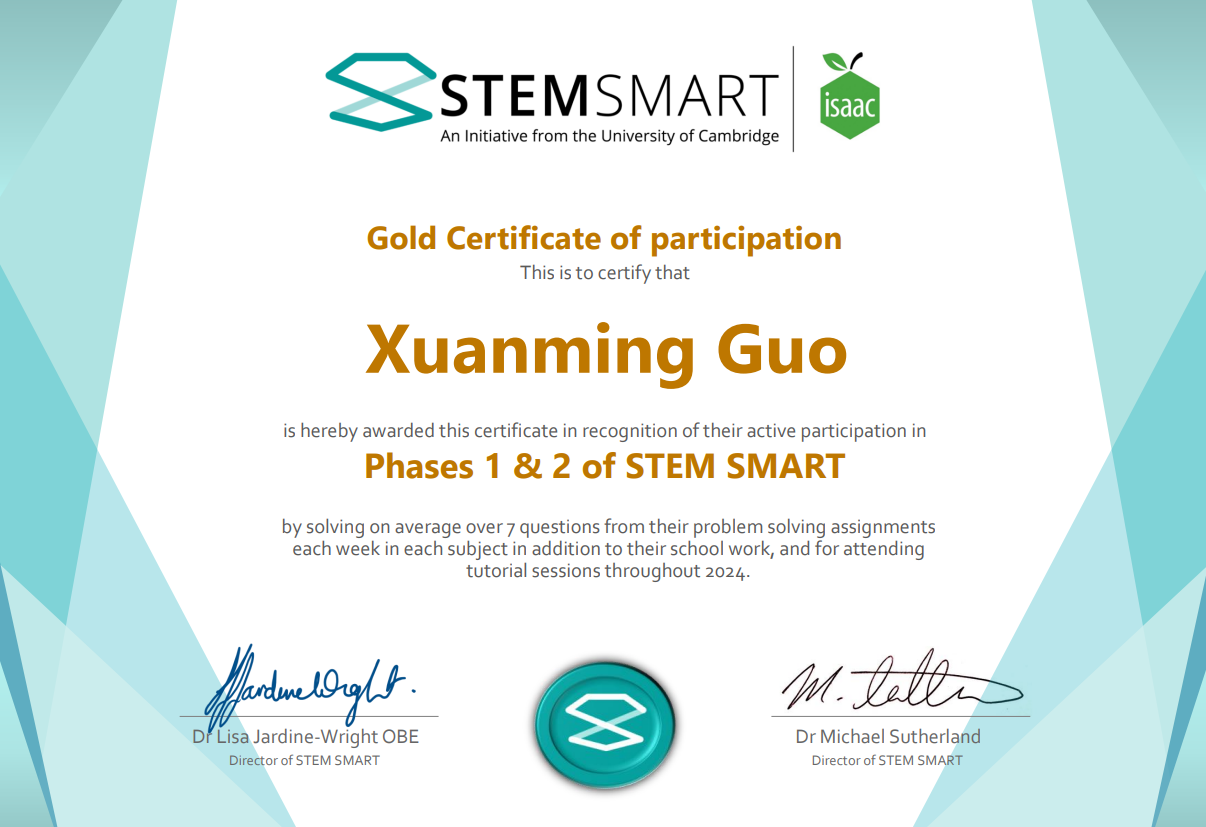 STEMSMART
An Initiative from the University of Cambridge
isaac
Gold Certificate of participation
This is to certify that
Xuanming Guo
is hereby awarded this certificate in recognition of their active participation in
Phases 1 & 2 of STEM SMART
by solving on average over 7 questions from their problem solving assignments
each week in each subject in addition to their school work, and for attending
tutorial sessions throughout 2024.
Dr Lisa Jardine-Wright OBE
Director of STEM SMART
Dr Michael Sutherland
Director of STEM SMART